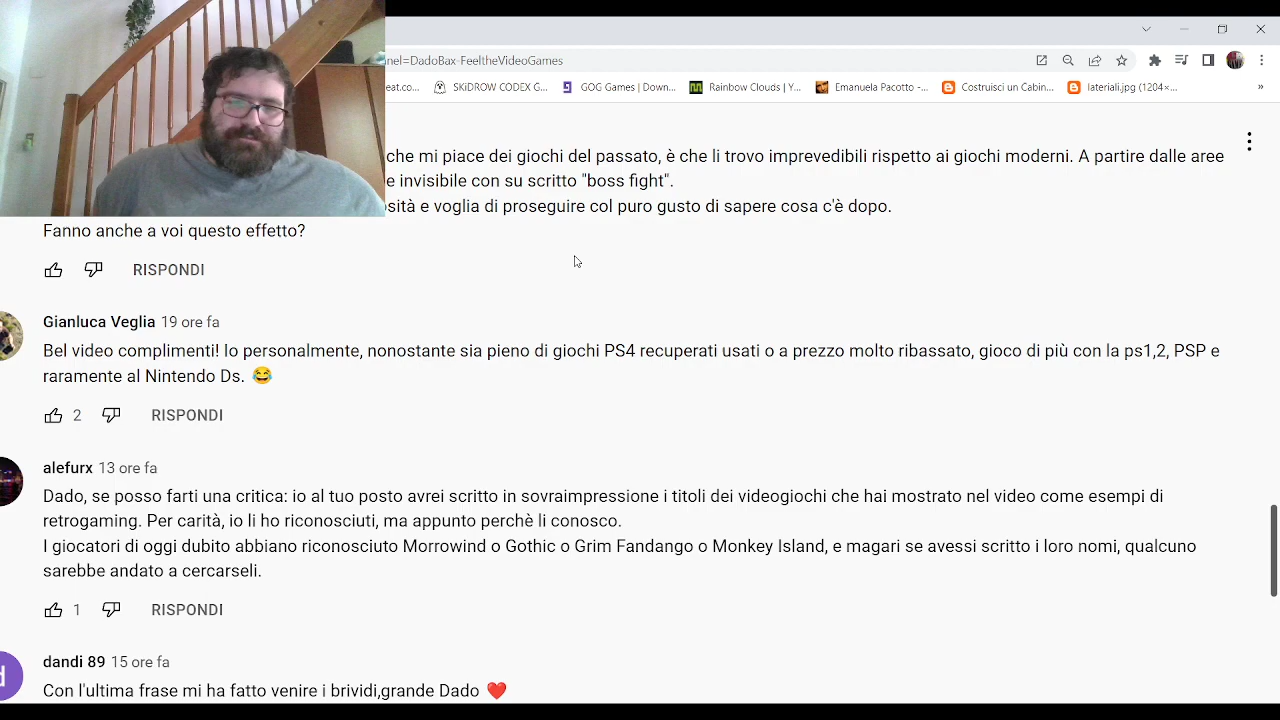 nel=DadoBax-FeeltheVideoGames
eat.co... SKiDROW CODEX G... GOG Games | Down... Rainbow Clouds | Y... Emanuela Pacotto -... Costruisci un Cabin... lateriali.jpg (1204×... »
che mi piace dei giochi del passato, è che li trovo imprevedibili rispetto ai giochi moderni. A partire dalle aree
e invisibile con su scritto "boss fight".
sità e voglia di proseguire col puro gusto di sapere cosa c'è dopo.
Fanno anche a voi questo effetto?
RISPONDI
Gianluca Veglia 19 ore fa
Bel video complimenti! Io personalmente, nonostante sia pieno di giochi PS4 recuperati usati o a prezzo molto ribassato, gioco di più con la ps1,2, PSP e
raramente al Nintendo Ds. 😂
2 RISPONDI
alefurx 13 ore fa
Dado, se posso farti una critica: io al tuo posto avrei scritto in sovraimpressione i titoli dei videogiochi che hai mostrato nel video come esempi di
retrogaming. Per carità, io li ho riconosciuti, ma appunto perchè li conosco.
I giocatori di oggi dubito abbiano riconosciuto Morrowind o Gothic o Grim Fandango o Monkey Island, e magari se avessi scritto i loro nomi, qualcuno
sarebbe andato a cercarseli.
1 RISPONDI
d
dandi 89 15 ore fa
Con l'ultima frase mi ha fatto venire i brividi,grande Dado ❤️